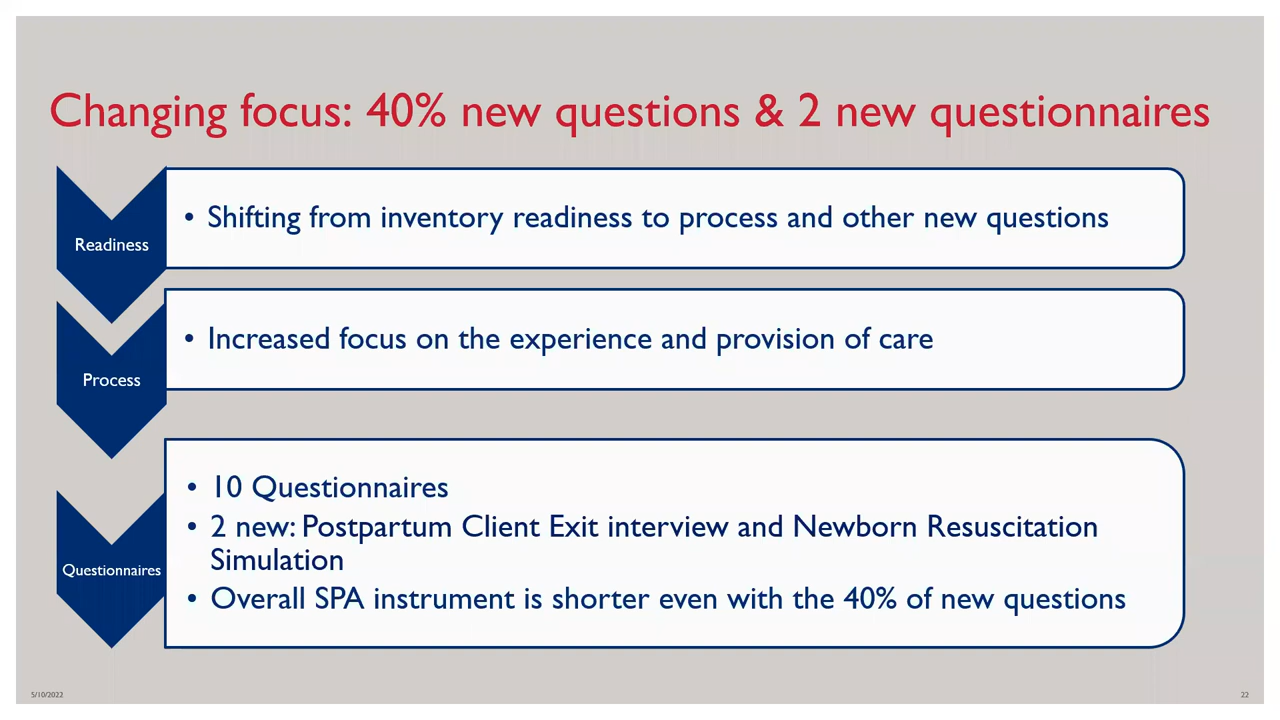 Changing focus: 40% new questions & 2 new questionnaires
Readiness
• Shifting from inventory readiness to process and other new questions
Process
• Increased focus on the experience and provision of care
Questionnaires
• 10 Questionnaires
• 2 new: Postpartum Client Exit interview and Newborn Resuscitation
Simulation
• Overall SPA instrument is shorter even with the 40% of new questions
5/10/2022
22